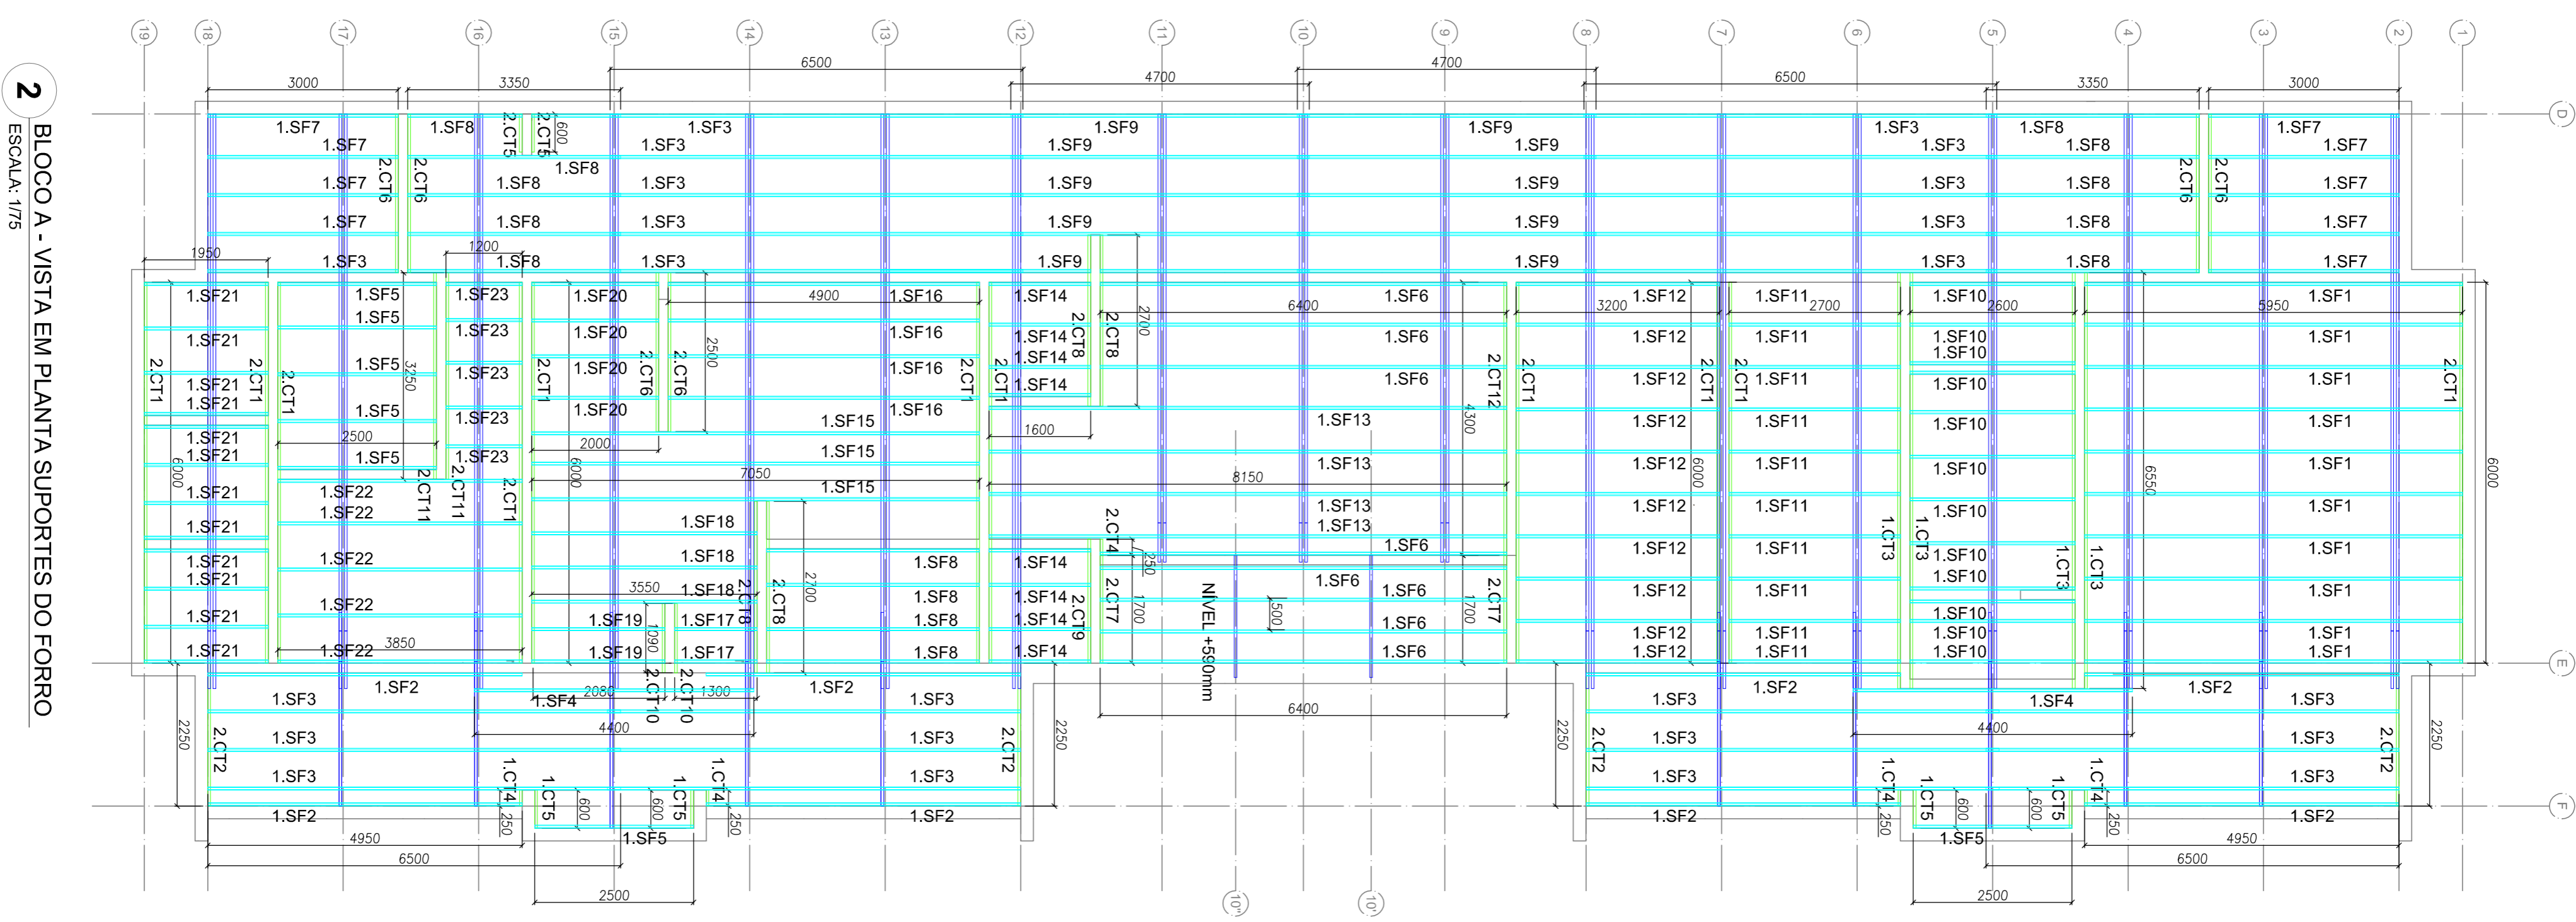 19 18 17 16 15 14 13 12 11 10 9 8 7 6 5 4 3 2 1
6500 4700 4700 6500
3000 3350 3350 3000
D
1.SF7 1.SF8 2.CT5 2.CT5 600 1.SF3 1.SF9 1.SF9 1.SF3 1.SF8 1.SF7
1.SF7 1.SF3 1.SF9 1.SF9 1.SF3 1.SF8 1.SF7
1.SF8
1.SF7 2.CT6 2.CT6 1.SF8 1.SF3 1.SF9 1.SF9 1.SF3 1.SF8 2.CT6 2.CT6 1.SF7
1.SF7 1.SF8 1.SF3 1.SF9 1.SF9 1.SF3 1.SF8 1.SF7
1950 1200
1.SF3 1.SF8 1.SF3 1.SF9 1.SF9 1.SF3 1.SF8 1.SF7
1.SF21 1.SF5 1.SF23 1.SF20 4900 1.SF16 1.SF14 2700 6400 1.SF6 3200 1.SF12 1.SF11 2700 1.SF10 2600 5950 1.SF1
1.SF5
1.SF21 1.SF23 1.SF20 2500 1.SF16 1.SF14 2.CT8 2.CT8 1.SF6 1.SF12 1.SF11 1.SF10 1.SF1
1.SF14 1.SF10
2.CT1 2.CT1 2.CT1 1.SF5 3250 1.SF23 2.CT1 1.SF20 2.CT6 2.CT6 1.SF16 2.CT1 2.CT1 1.SF6 2.CT12 2.CT1 1.SF12 2.CT1 2.CT1 1.SF11 1.SF10 1.SF1 2.CT1
1.SF21 1.SF14
1.SF21 1.SF5 1.SF23 1.SF20 1.SF16 4300
1.SF15 1.SF13 1.SF12 1.SF11 1.SF10 1.SF1
1.SF21 2500 2000 1600
1.SF21 1.SF5 1.SF23 1.SF15 1.SF13 1.SF12 1.SF11 1.SF10 1.SF1
6000 6000 7050 8150 6000 6550 6000
1.SF21 1.SF22 2.CT11 2.CT11 2.CT1 1.SF15 1.SF13 1.SF12 1.SF11 1.SF10 1.SF1
1.SF21 1.SF22 1.SF18 2.CT4 1.SF13
1.SF21 1.SF22 1.SF18 1.SF8 1.SF14 250 1.SF6 1.SF12 1.SF11 1.CT3 1.CT3 1.SF10 1.CT3 1.CT3 1.SF1
1.SF21 3550 2700 1.SF6 1.SF10
1.SF18 2.CT8 2.CT8 1.SF8 1.SF14 2.CT7 NÍVEL +590mm 1.SF6 2.CT7 1.SF12 1.SF11 1.SF1
1.SF22 500 1.SF10
1.SF21 1.SF19 1090 1.SF17 1.SF8 1.SF14 2.CT9 1700 1.SF6 1700 1.SF12 1.SF11 1.SF10 1.SF1
1.SF21 1.SF22 3850 1.SF19 1.SF17 1.SF8 1.SF14 1.SF6 1.SF12 1.SF11 1.SF10 1.SF1
E
1.SF2 1.SF2 1.SF2 1.SF2
1.SF3 1.SF4 2080 2.CT10 2.CT10 1300 1.SF3 6400 1.SF3 1.SF4 1.SF3
4400 4400
2250 2.CT2 1.SF3 1.SF3 2.CT2 2250 2250 2.CT2 1.SF3 1.SF3 2.CT2 2250
1.SF3 1.CT4 1.CT5 1.CT5 1.CT4 1.SF3 1.SF3 1.CT4 1.CT5 1.CT5 1.CT4 1.SF3
F
1.SF2 250 600 600 250 1.SF2 1.SF2 250 600 600 250 1.SF2
4950 1.SF5 1.SF5 4950
6500 6500
2500 10'' 10' 2500
2 BLOCO A - VISTA EM PLANTA SUPORTES DO FORRO
ESCALA: 1/75